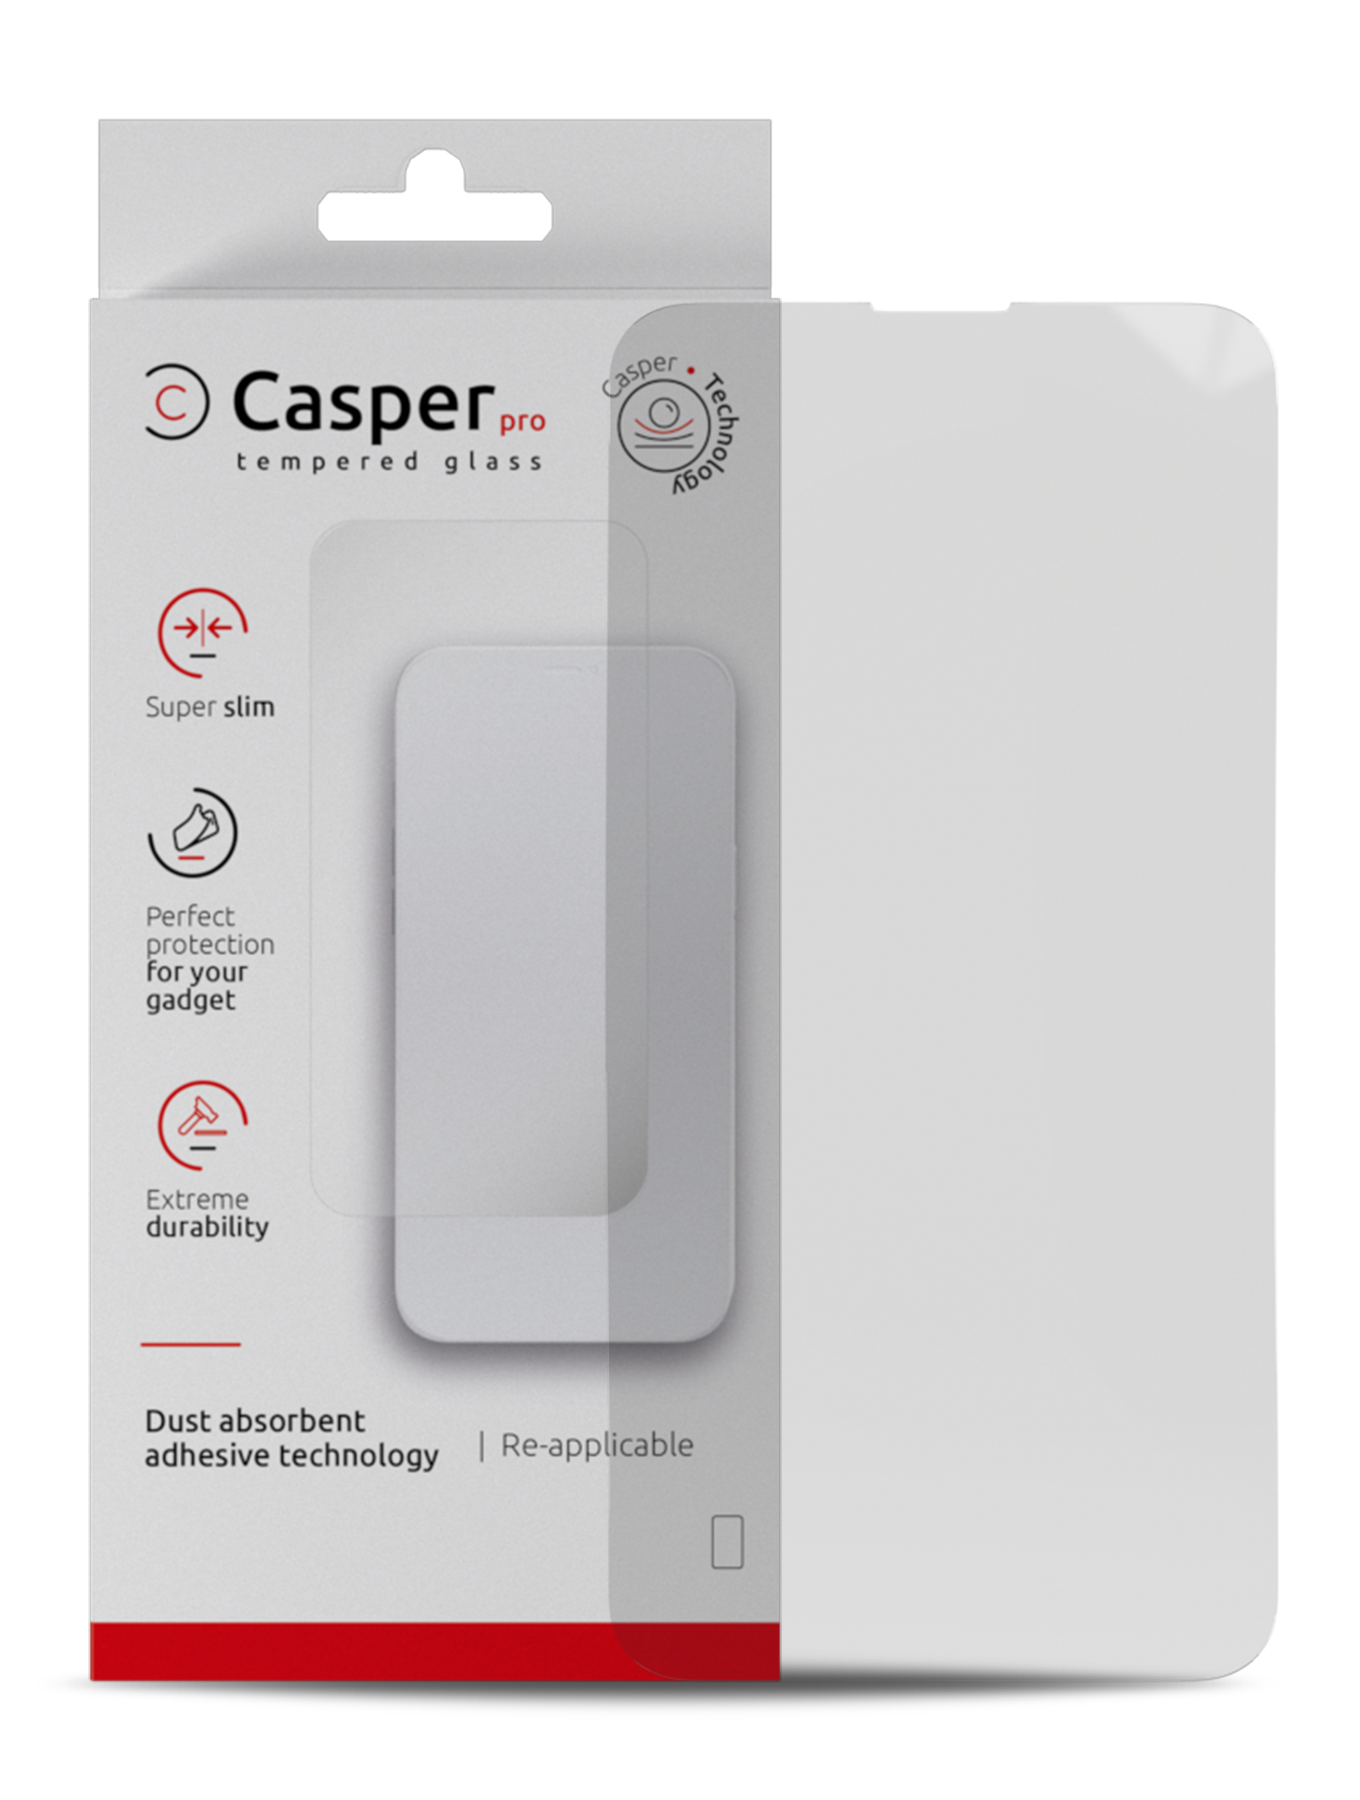 C Casper pro
tempered glass
Casper • Technology
Super slim
Perfect
protection
for your
gadget
Extreme
durability
Dust absorbent
adhesive technology
| Re-applicable